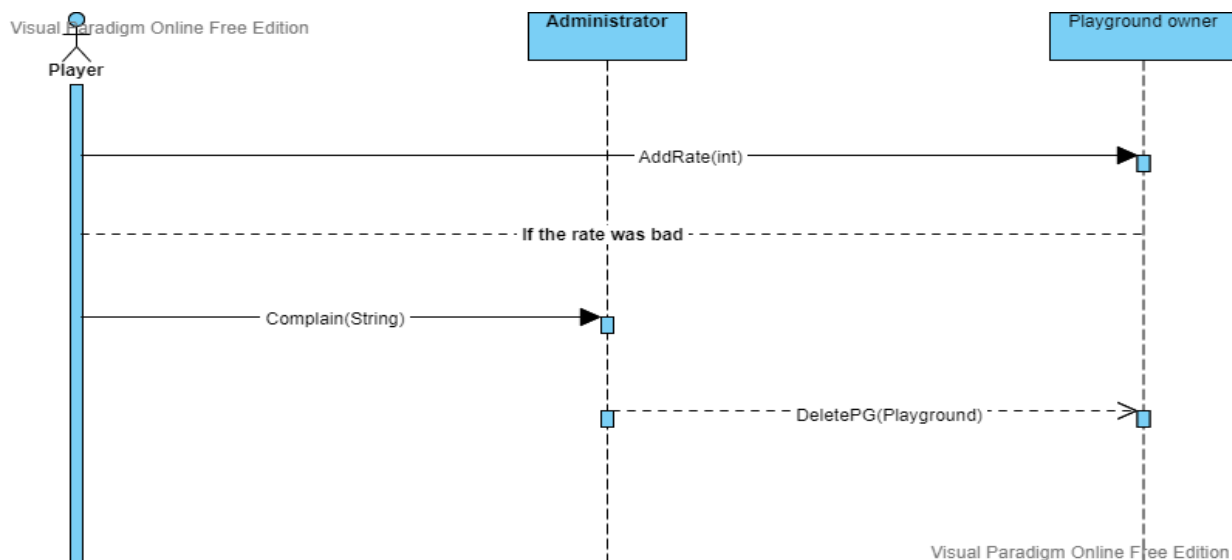 Visual Paradigm Online Free Edition
Player
Administrator
Playground owner
AddRate(int)
If the rate was bad
Complain(String)
DeletePG(Playground)
Visual Paradigm Online Free Edition